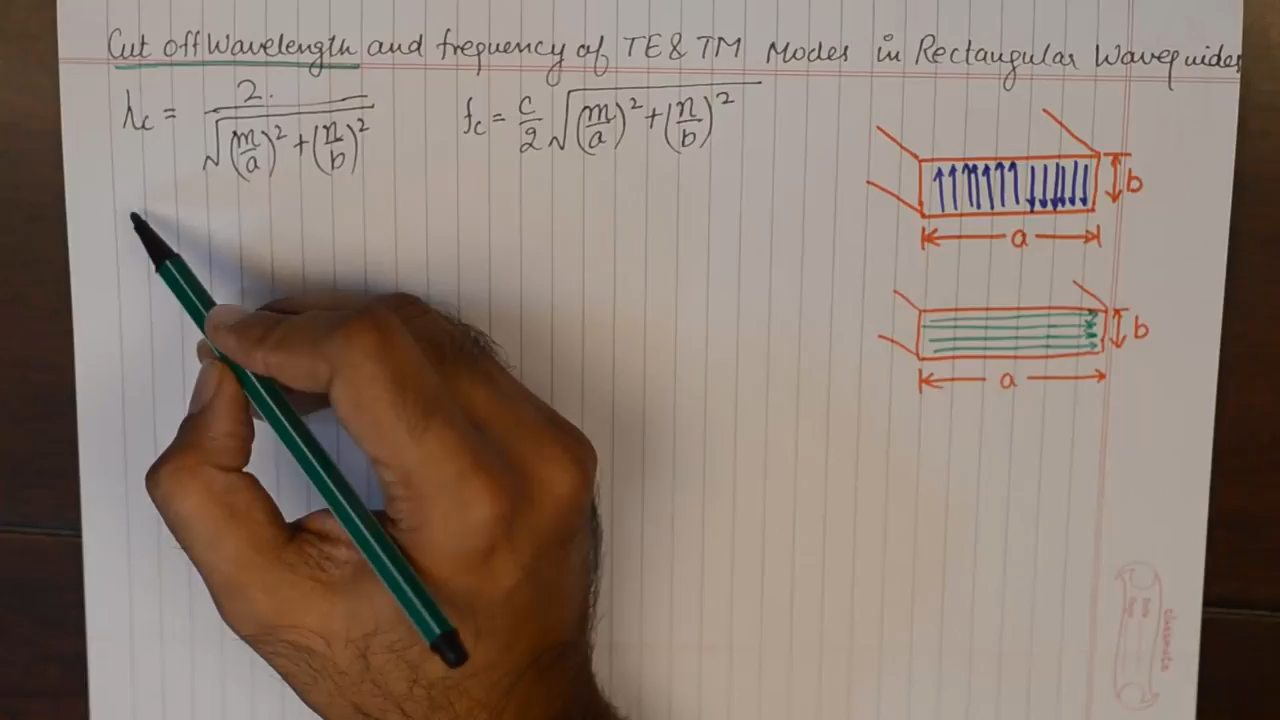 Cut off Wavelength and frequency of TE & TM Modes in Rectangular Waveguides
λc = 2 / √((m/a)² + (n/b)²)
fc = c/2 √((m/a)² + (n/b)²)
b
a
b
a
classmate